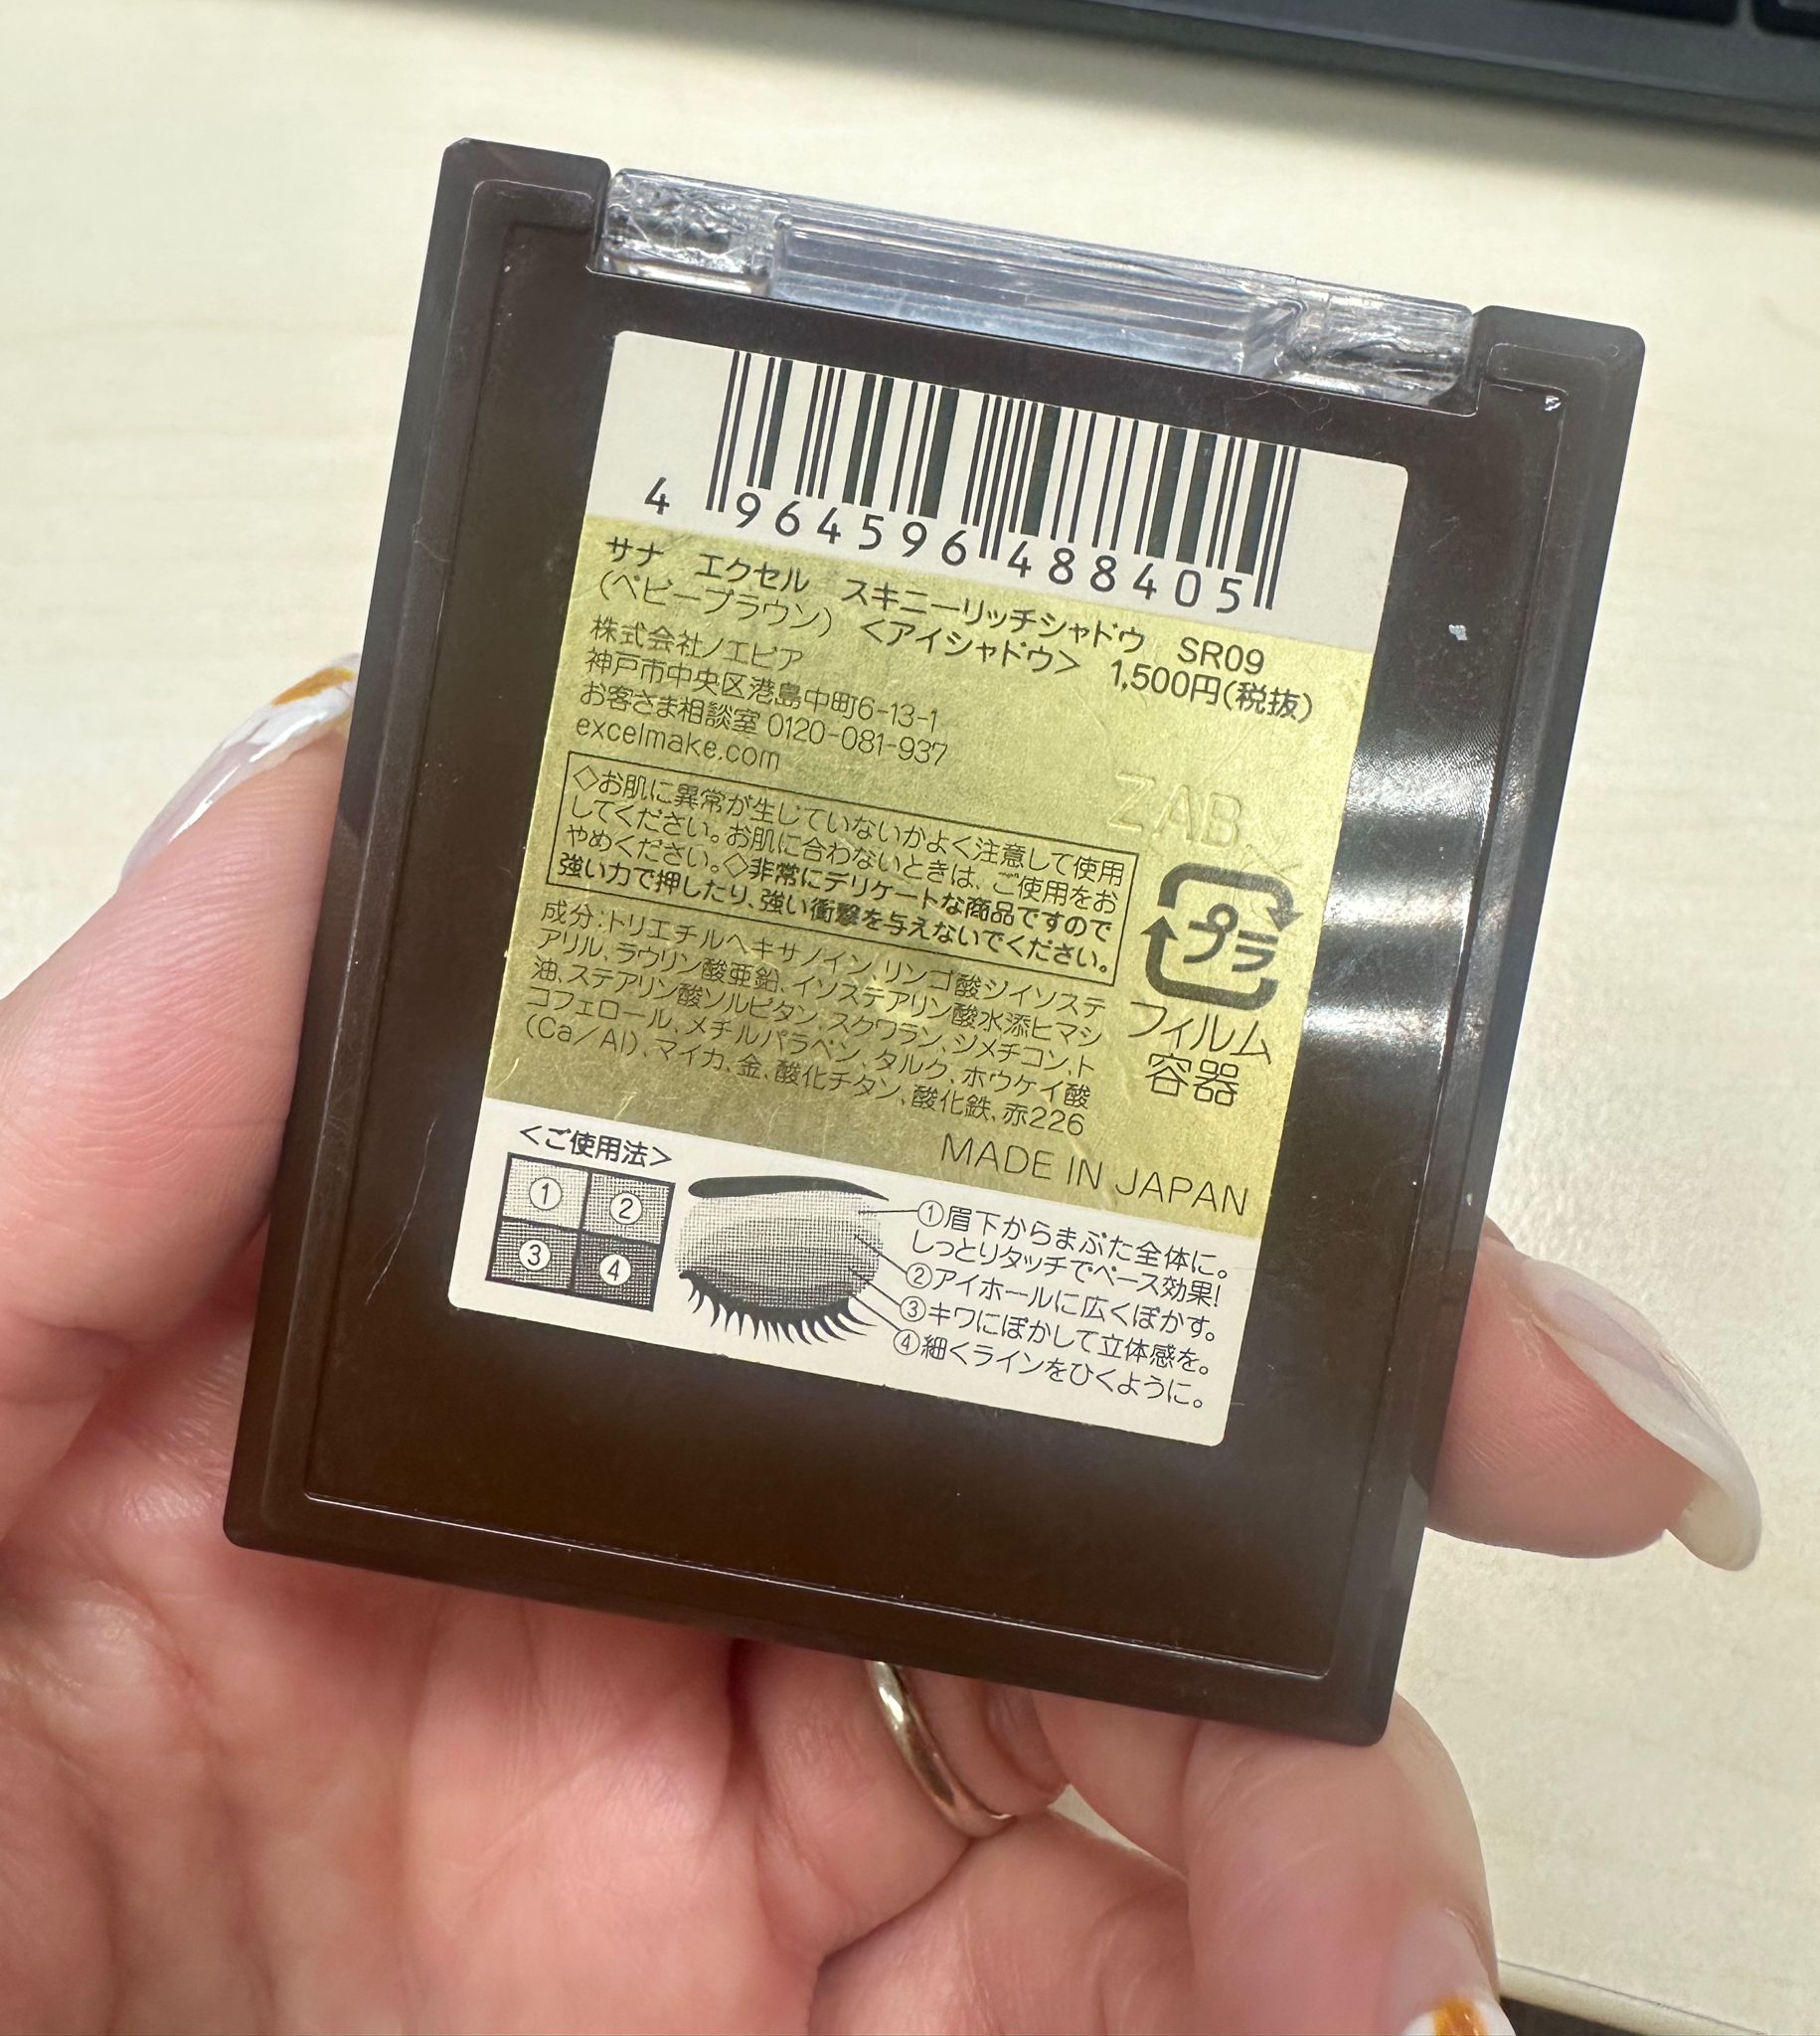 4 964596 488405
サナ エクセル スキニーリッチシャドウ SR09
(ベビーブラウン) <アイシャドウ> 1,500円(税抜)
株式会社ノエビア
神戸市中央区港島中町6-13-1
お客さま相談室 0120-081-937
excelmake.com
ZAB
◇お肌に異常が生じていないかよく注意して使用
してください。お肌に合わないときは、ご使用をお
やめください。◇非常にデリケートな商品ですので
強い力で押したり、強い衝撃を与えないでください。
プラ
フィルム
容器
成分:トリエチルヘキサノイン、リンゴ酸ジイソステ
アリル、ラウリン酸亜鉛、イソステアリン酸水添ヒマシ
油、ステアリン酸ソルビタン、スクワラン、ジメチコン、ト
コフェロール、メチルパラベン、タルク、ホウケイ酸
(Ca/Al)、マイカ、金、酸化チタン、酸化鉄、赤226
MADE IN JAPAN
<ご使用法>
① ②
③ ④
①眉下からまぶた全体に。
しっとりタッチでベース効果!
②アイホールに広くぼかす。
③キワにぼかして立体感を。
④細くラインをひくように。